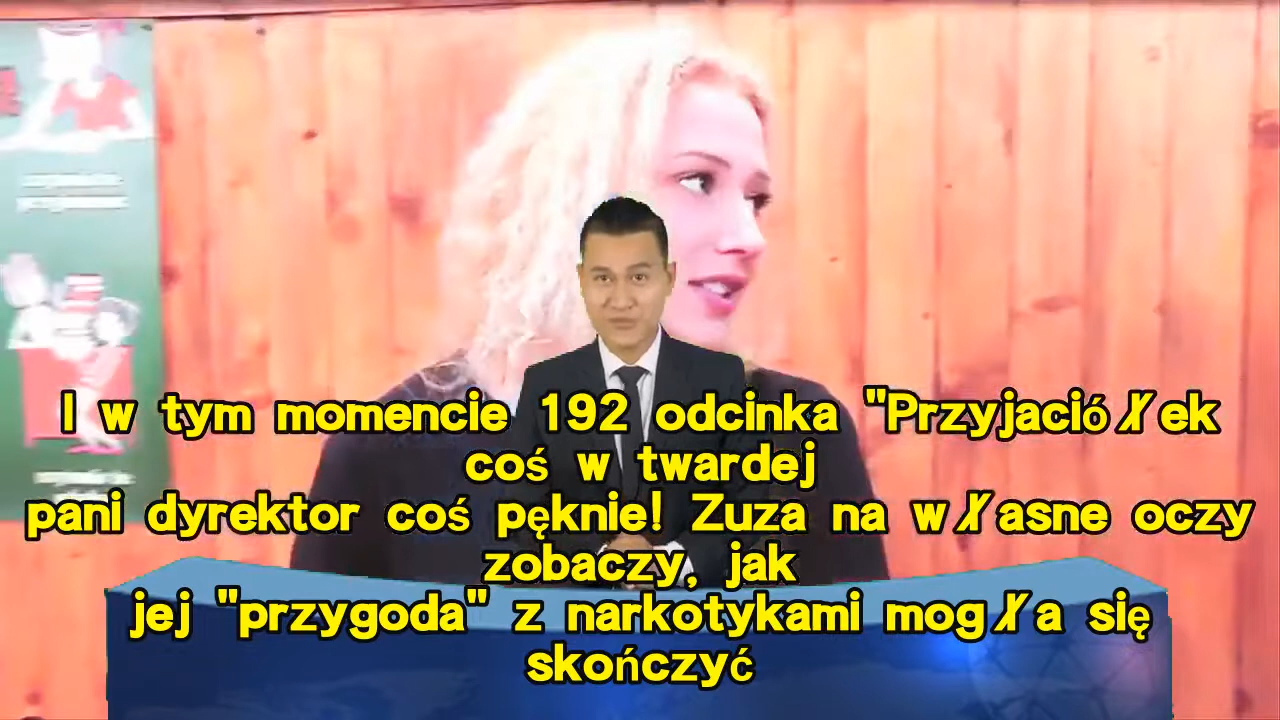 I w tym momencie 192 odcinka "Przyjaciółek
coś w twardej
pani dyrektor coś pęknie! Zuza na własne oczy
zobaczy, jak
jej "przygoda" z narkotykami mogła się
skończyć